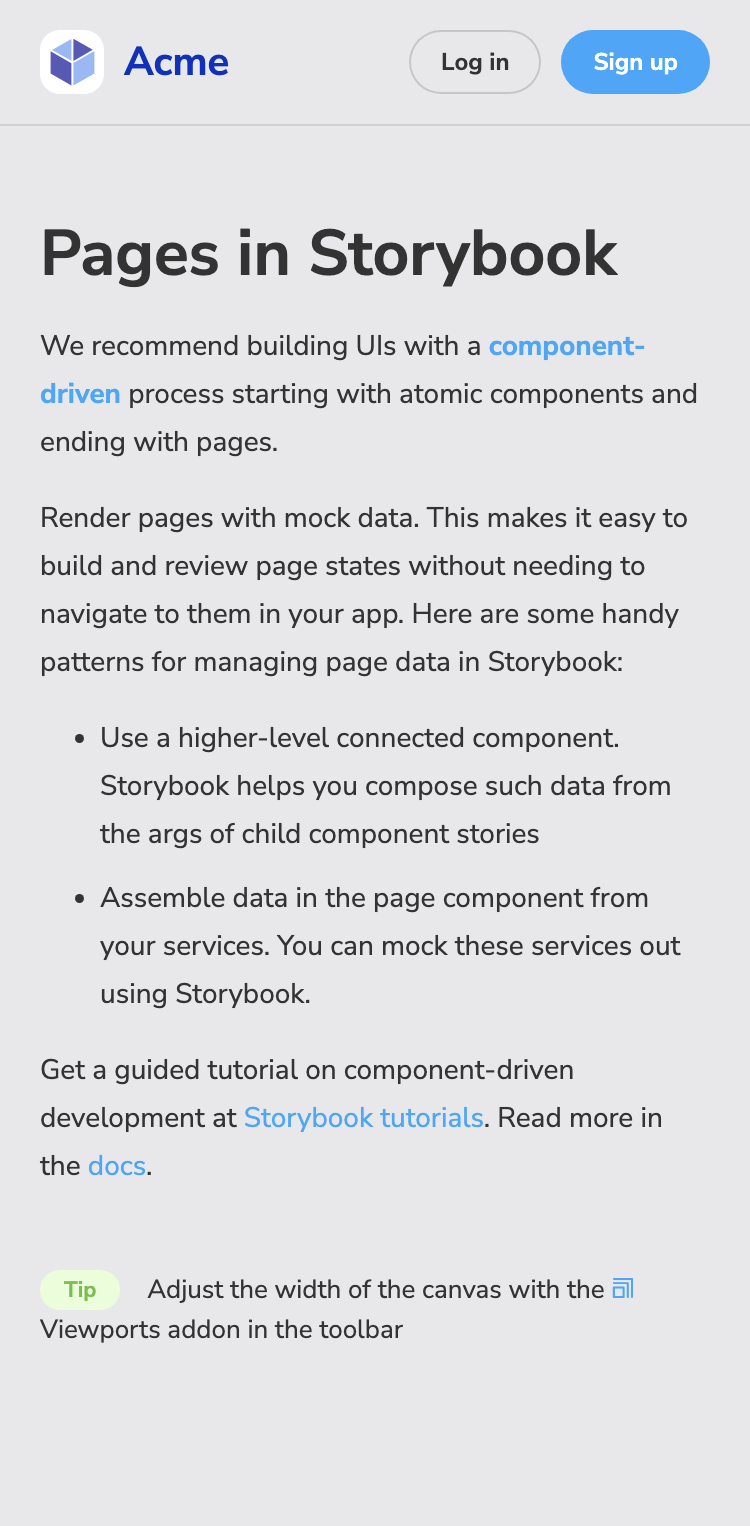 Acme
Log in
Sign up
Pages in Storybook
We recommend building UIs with a component-
driven process starting with atomic components and
ending with pages.
Render pages with mock data. This makes it easy to
build and review page states without needing to
navigate to them in your app. Here are some handy
patterns for managing page data in Storybook:
• Use a higher-level connected component.
Storybook helps you compose such data from
the args of child component stories
• Assemble data in the page component from
your services. You can mock these services out
using Storybook.
Get a guided tutorial on component-driven
development at Storybook tutorials. Read more in
the docs.
Tip Adjust the width of the canvas with the
Viewports addon in the toolbar